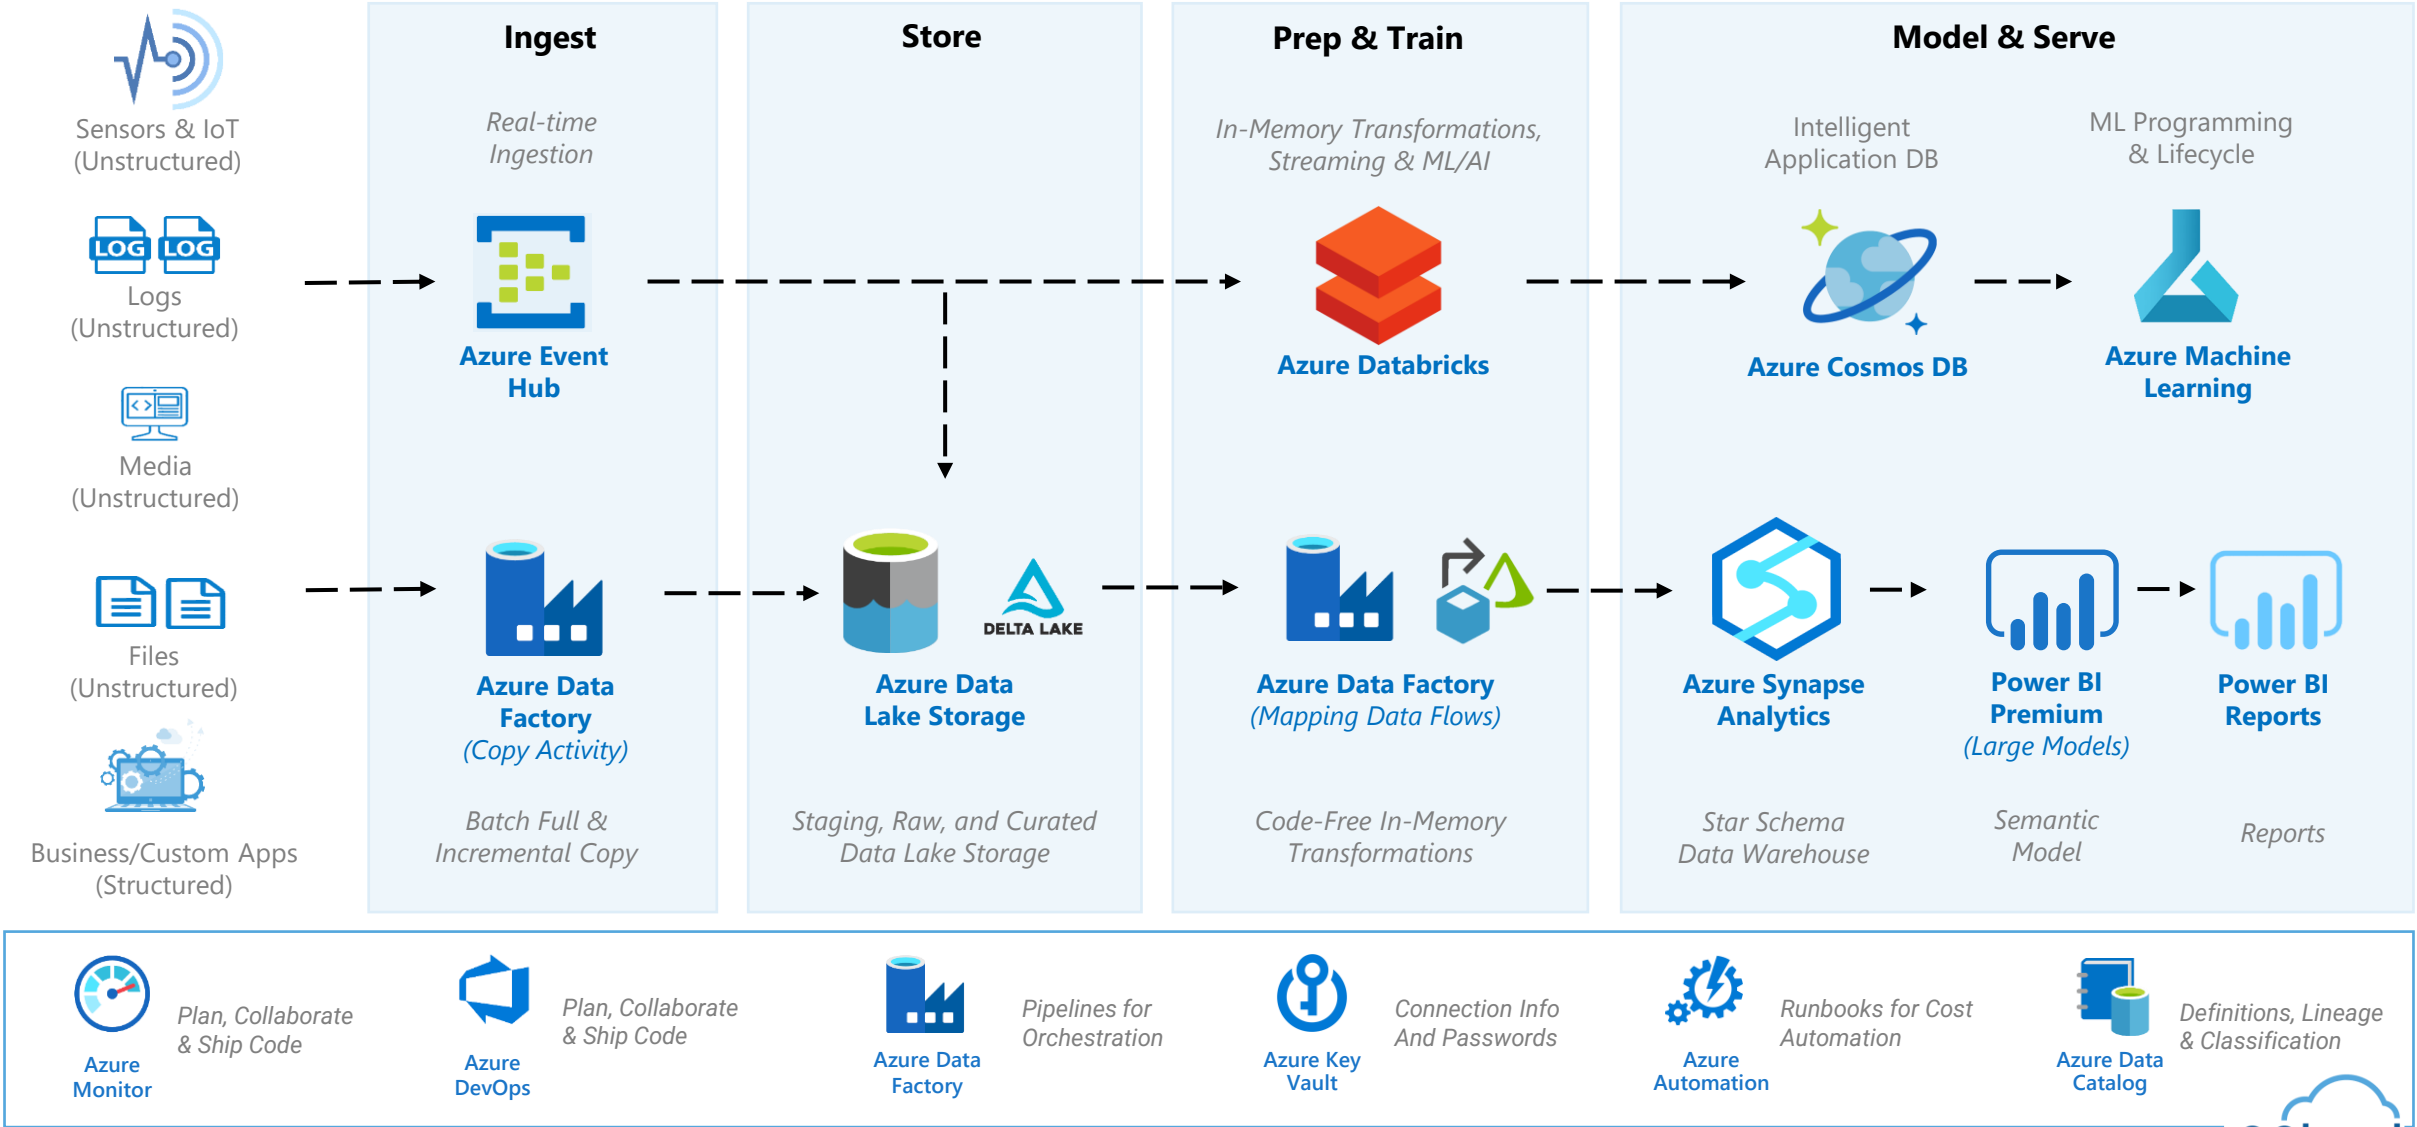 Ingest
Store
Prep & Train
Model & Serve
Sensors & IoT
(Unstructured)
Real-time
Ingestion
In-Memory Transformations,
Streaming & ML/AI
Intelligent
Application DB
ML Programming
& Lifecycle
LOG LOG
Logs
(Unstructured)
Azure Event
Hub
Azure Databricks
Azure Cosmos DB
Azure Machine
Learning
Media
(Unstructured)
Files
(Unstructured)
Azure Data
Factory
(Copy Activity)
DELTA LAKE
Azure Data
Lake Storage
Azure Data Factory
(Mapping Data Flows)
Azure Synapse
Analytics
Power BI
Premium
(Large Models)
Power BI
Reports
Business/Custom Apps
(Structured)
Batch Full &
Incremental Copy
Staging, Raw, and Curated
Data Lake Storage
Code-Free In-Memory
Transformations
Star Schema
Data Warehouse
Semantic
Model
Reports
Azure
Monitor
Plan, Collaborate
& Ship Code
Azure
DevOps
Plan, Collaborate
& Ship Code
Azure Data
Factory
Pipelines for
Orchestration
Azure Key
Vault
Connection Info
And Passwords
Azure
Automation
Runbooks for Cost
Automation
Azure Data
Catalog
Definitions, Lineage
& Classification